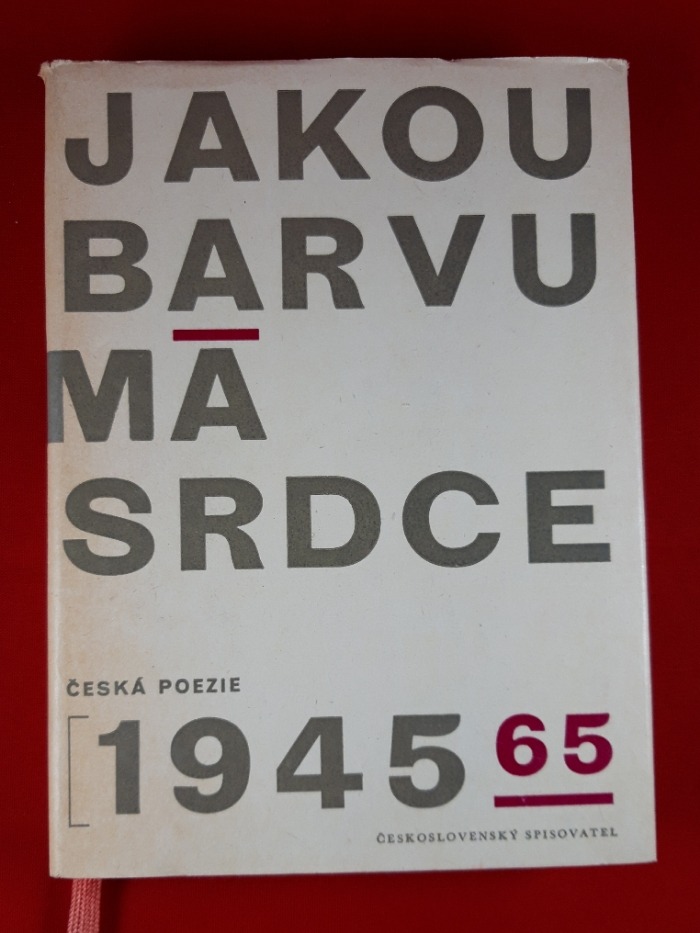 JAKOU
BARVU
MÁ
SRDCE
ČESKÁ POEZIE
[1945 65
ČESKOSLOVENSKÝ SPISOVATEL